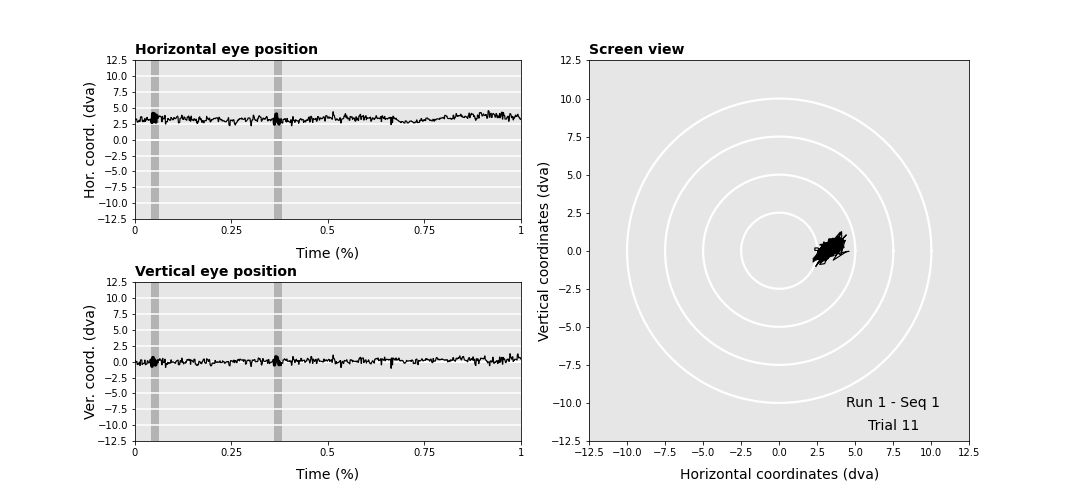 Horizontal eye position
12.5
10.0
7.5
5.0
2.5
0.0
−2.5
−5.0
−7.5
−10.0
−12.5
Hor. coord. (dva)
0 0.25 0.5 0.75 1
Time (%)
Vertical eye position
12.5
10.0
7.5
5.0
2.5
0.0
−2.5
−5.0
−7.5
−10.0
−12.5
Ver. coord. (dva)
0 0.25 0.5 0.75 1
Time (%)
Screen view
12.5
10.0
7.5
5.0
2.5
0.0
−2.5
−5.0
−7.5
−10.0
−12.5
Vertical coordinates (dva)
Run 1 - Seq 1
Trial 11
−12.5 −10.0 −7.5 −5.0 −2.5 0.0 2.5 5.0 7.5 10.0 12.5
Horizontal coordinates (dva)